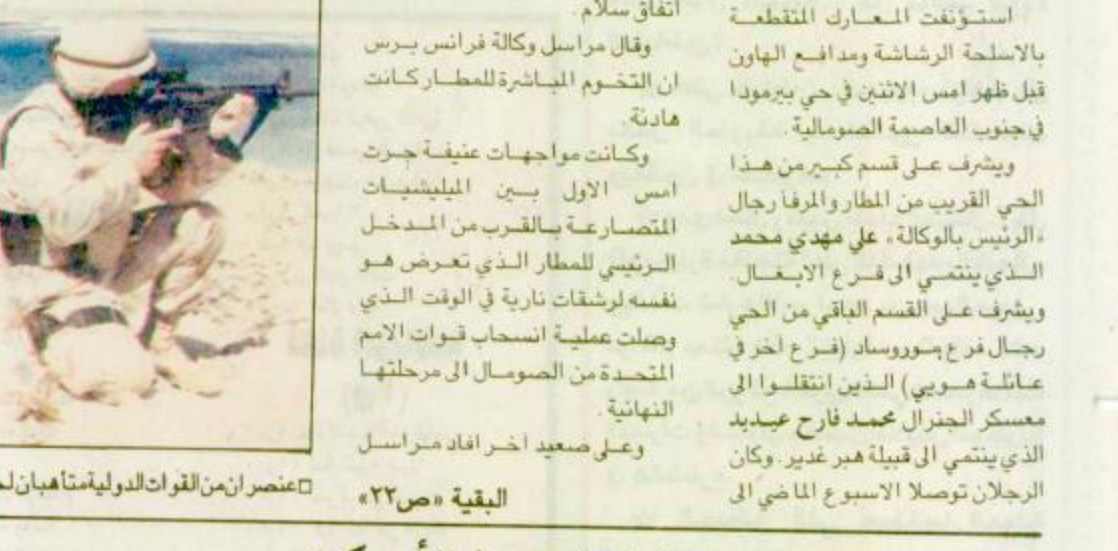 استؤنفت المعارك المتقطعة
بالاسلحة الرشاشة ومدافع الهاون
قبل ظهر امس الاثنين في حي بيرمودا
في جنوب العاصمة الصومالية
ويشرف على قسم كبير من هذا
الحي القريب من المطار والمرفا رجال
«الرئيس بالوكالة» علي مهدي محمد
الذي ينتمي الى فرع الابغال.
ويشرف على القسم الباقي من الحي
رجال فرع موروساد (فرع آخر في
عائلة هويي) الذين انتقلوا الى
معسكر الجنرال محمد فارح عيديد
الذي ينتمي الى قبيلة هبر غدير. وكان
الرجلان توصلا الاسبوع الماضي الى
اتفاق سلام.
وقال مراسل وكالة فرانس برس
ان التخوم المباشرة للمطار كانت
هادئة
وكانت مواجهات عنيفة جرت
امس الاول بين الميليشيات
المتصارعة بالقرب من المدخل
الرئيسي للمطار الذي تعرض هو
نفسه لرشقات نارية في الوقت الذي
وصلت عملية انسحاب قوات الامم
المتحدة من الصومال الى مرحلتها
النهائية.
وعلى صعيد آخر افاد مراسل
البقية «ص٢٣»
□ عنصران من القوات الدولية متأهبان